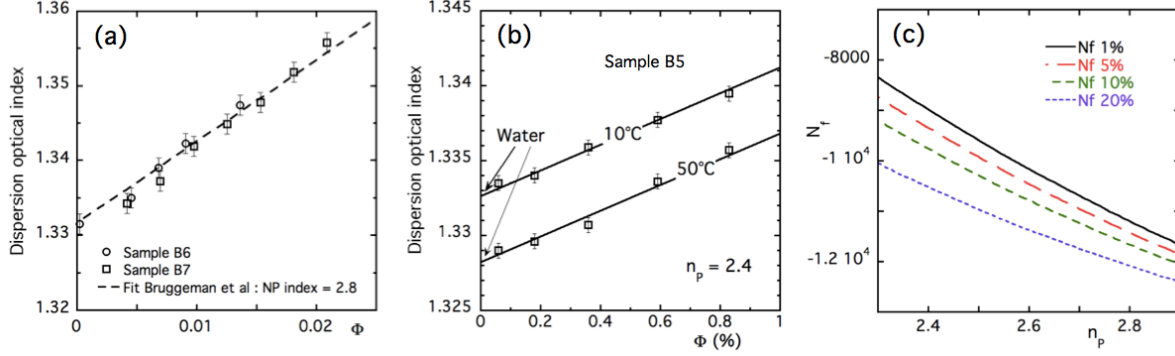 (a)
Dispersion optical index
1.36
1.35
1.34
1.33
1.32
0
0.01
0.02
Φ
Sample B6
Sample B7
Fit Bruggeman et al : NP index = 2.8
(b)
Sample B5
Dispersion optical index
1.345
1.34
1.335
1.33
1.325
Water
10°C
50°C
n_P = 2.4
0
0.2
0.4
0.6
0.8
1
Φ (%)
(c)
Nf 1%
Nf 5%
Nf 10%
Nf 20%
N_f
-8000
-1 10⁴
-1.2 10⁴
2.4
2.6
2.8
n_P